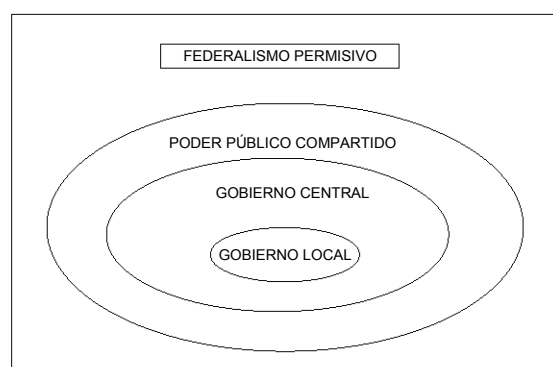 FEDERALISMO PERMISIVO
PODER PÚBLICO COMPARTIDO
GOBIERNO CENTRAL
GOBIERNO LOCAL